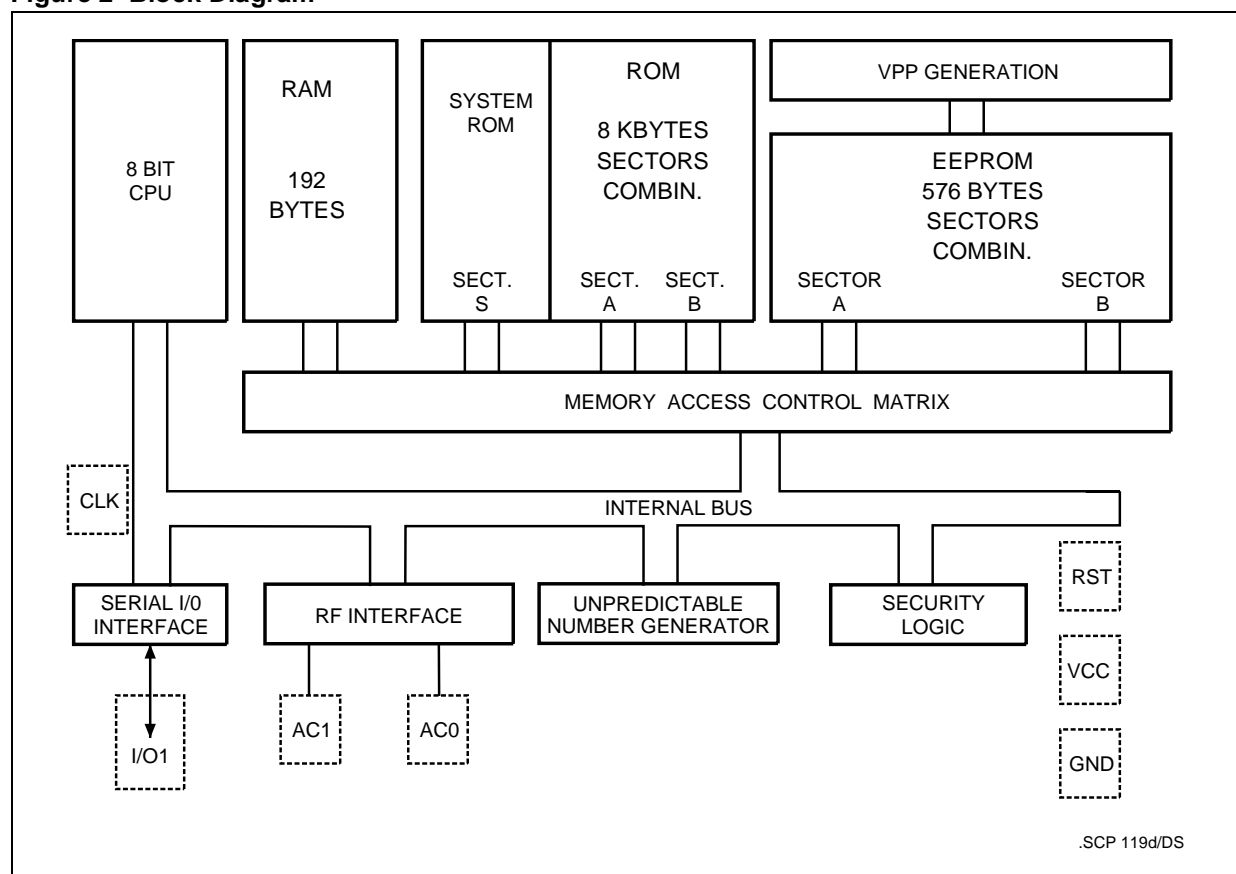 Figure 2 Block Diagram
8 BIT
CPU
RAM
192
BYTES
SYSTEM
ROM
SECT.
S
ROM
8 KBYTES
SECTORS
COMBIN.
SECT.
A
SECT.
B
VPP GENERATION
EEPROM
576 BYTES
SECTORS
COMBIN.
SECTOR
A
SECTOR
B
MEMORY ACCESS CONTROL MATRIX
CLK
INTERNAL BUS
SERIAL I/0
INTERFACE
RF INTERFACE
UNPREDICTABLE
NUMBER GENERATOR
SECURITY
LOGIC
RST
VCC
GND
I/O1
AC1
AC0
.SCP 119d/DS